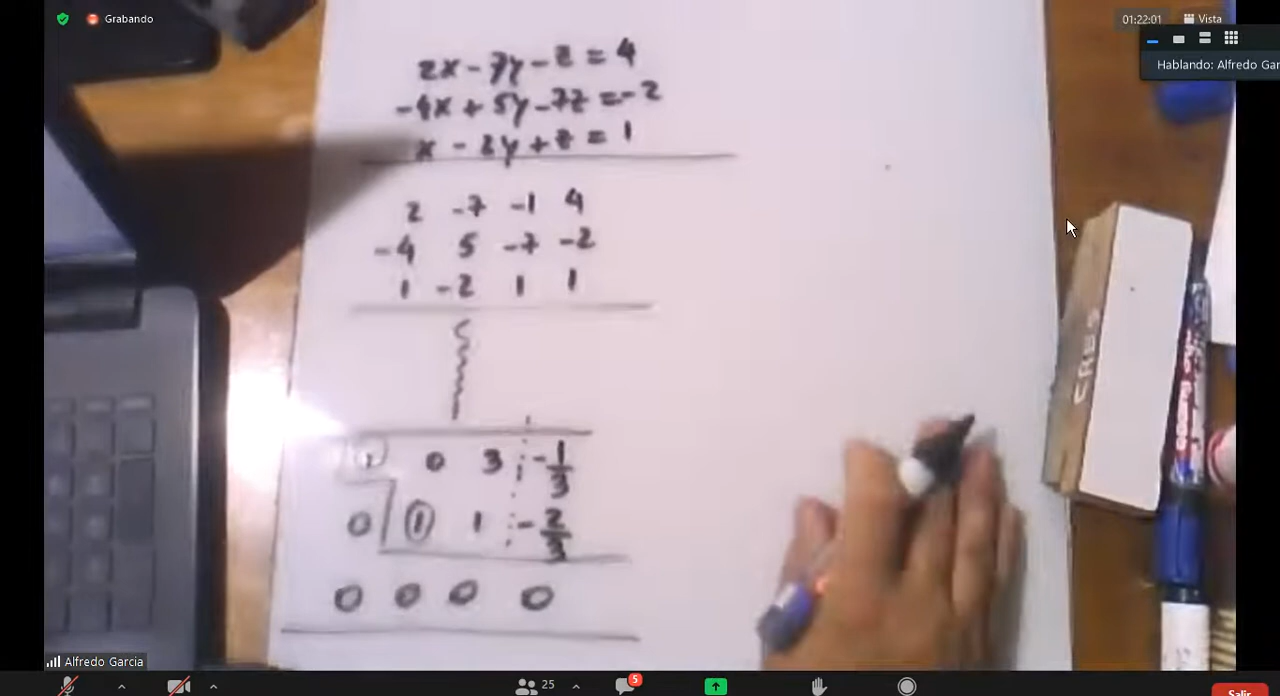 Grabando
01:22:01
Vista
Hablando: Alfredo Gar
2x - 7y - z = 4
-4x + 5y - 7z = -2
x - 2y + z = 1
2 -7 -1 4
-4 5 -7 -2
1 -2 1 1
1 0 3 -1/3
0 1 1 -2/3
0 0 0 0
CRES
Alfredo Garcia
25
5
Salir